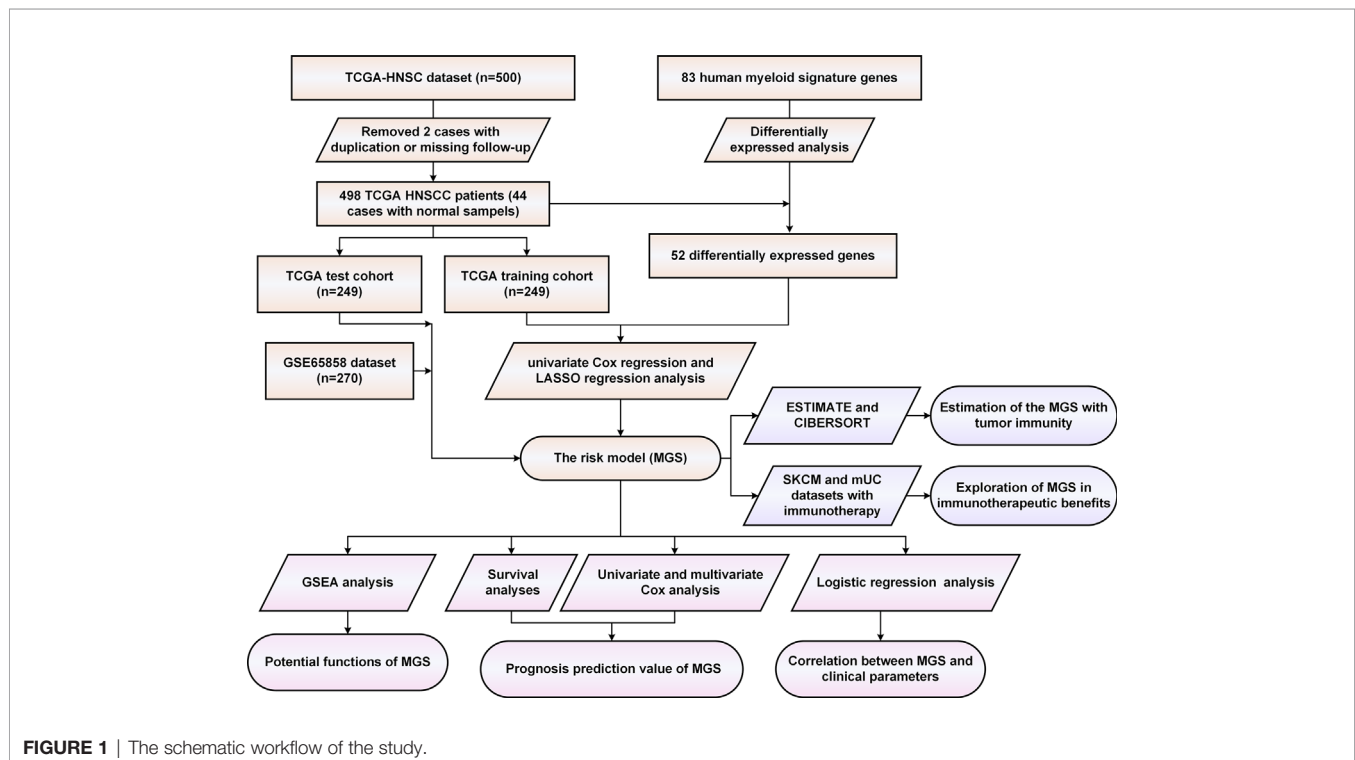 TCGA-HNSC dataset (n=500)
83 human myeloid signature genes
Removed 2 cases with
duplication or missing follow-up
Differentially
expressed analysis
498 TCGA HNSCC patients (44
cases with normal sampels)
52 differentially expressed genes
TCGA test cohort
(n=249)
TCGA training cohort
(n=249)
GSE65858 dataset
(n=270)
univariate Cox regression and
LASSO regression analysis
ESTIMATE and
CIBERSORT
Estimation of the MGS with
tumor immunity
The risk model (MGS)
SKCM and mUC
datasets with
immunotherapy
Exploration of MGS in
immunotherapeutic benefits
GSEA analysis
Survival
analyses
Univariate and multivariate
Cox analysis
Logistic regression analysis
Potential functions of MGS
Prognosis prediction value of MGS
Correlation between MGS and
clinical parameters
FIGURE 1 | The schematic workflow of the study.